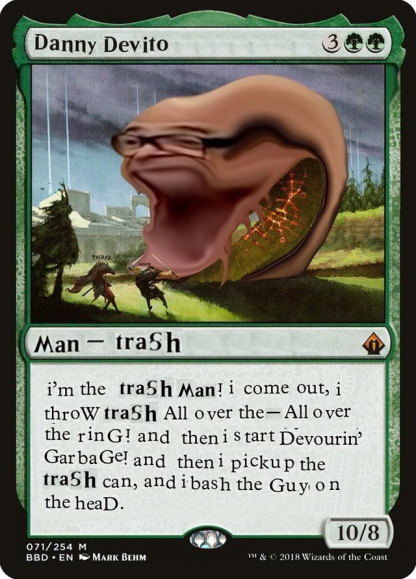 Danny Devito 3
Man — traSh
i'm the traSh Man! i come out, i
throW traSh All over the— All over
the rinG! and then i start Devourin'
GarbaGe! and then i pickup the
traSh can, and i bash the Guy on
the heaD.
10/8
071/254 M
BBD • EN Mark Behm
™ & © 2018 Wizards of the Coast